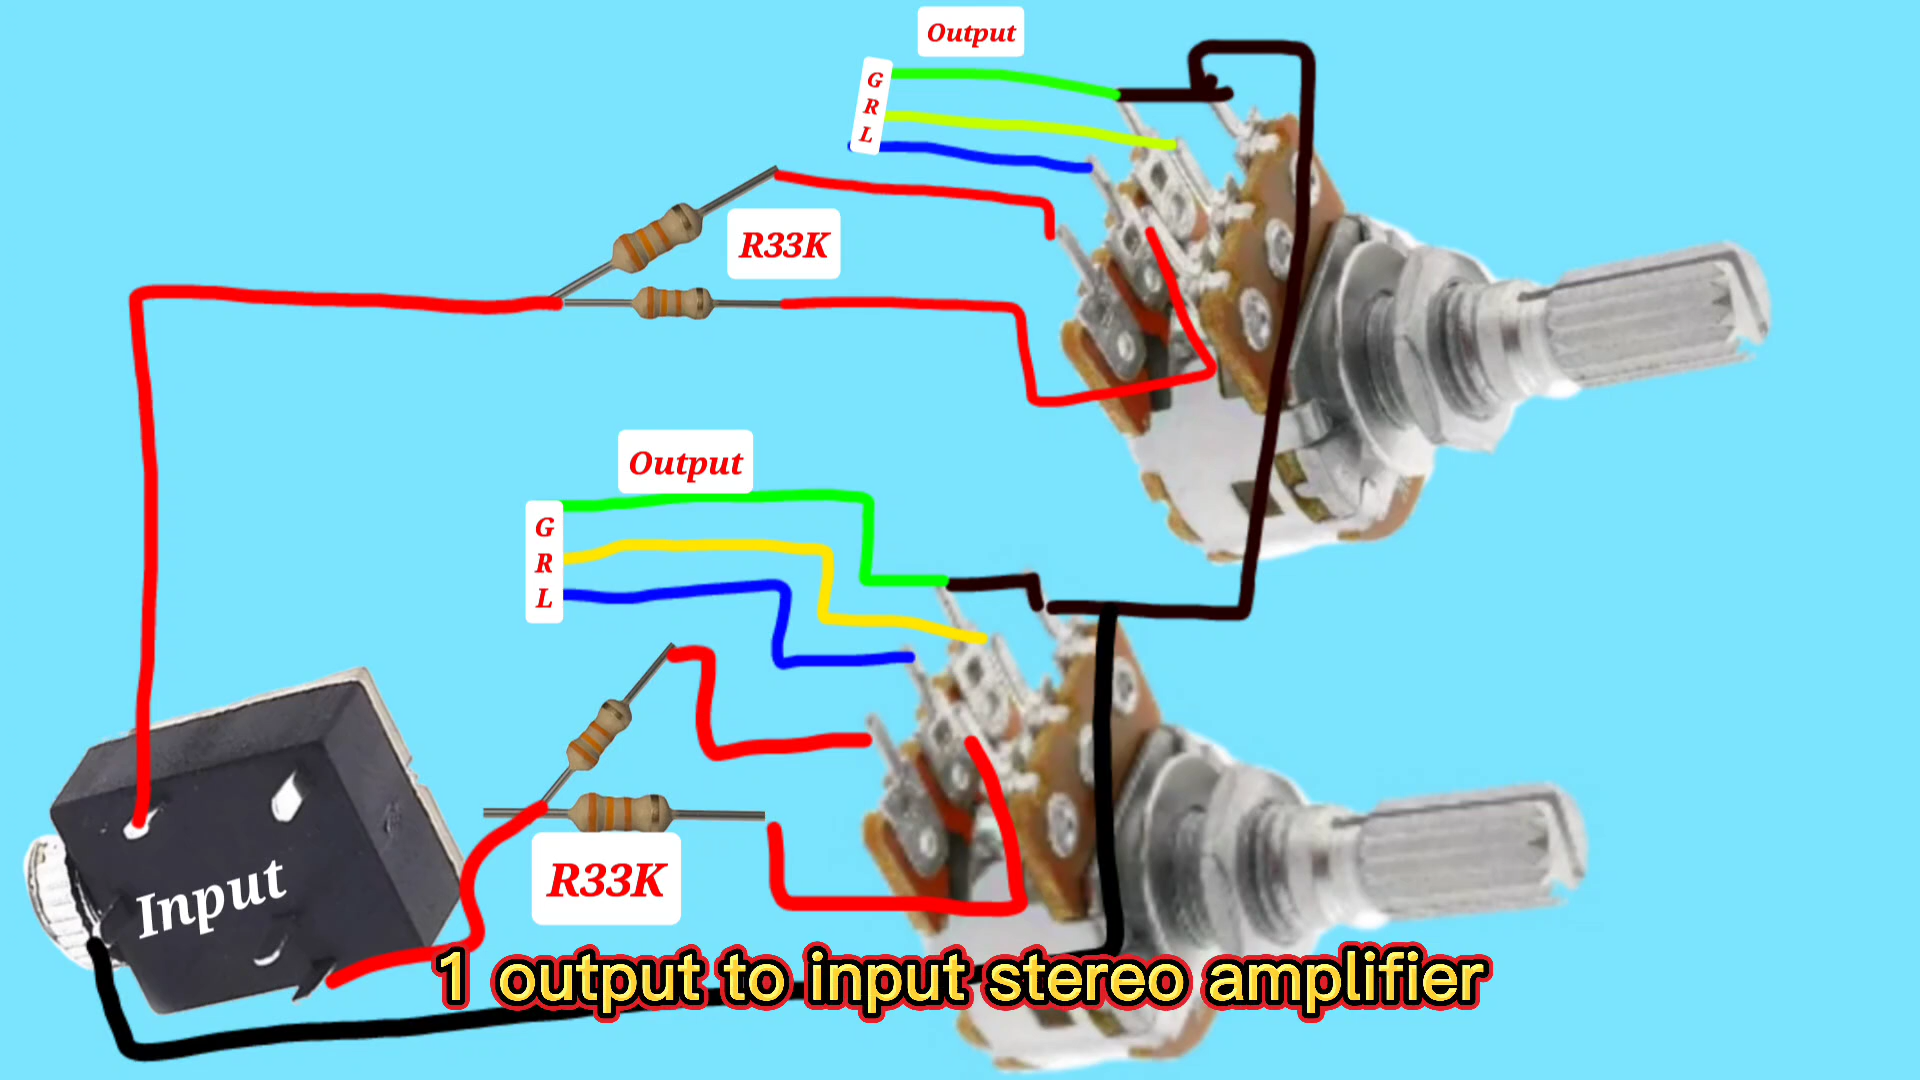 Output
G
R
L
R33K
Output
G
R
L
R33K
Input
1 output to input stereo amplifier